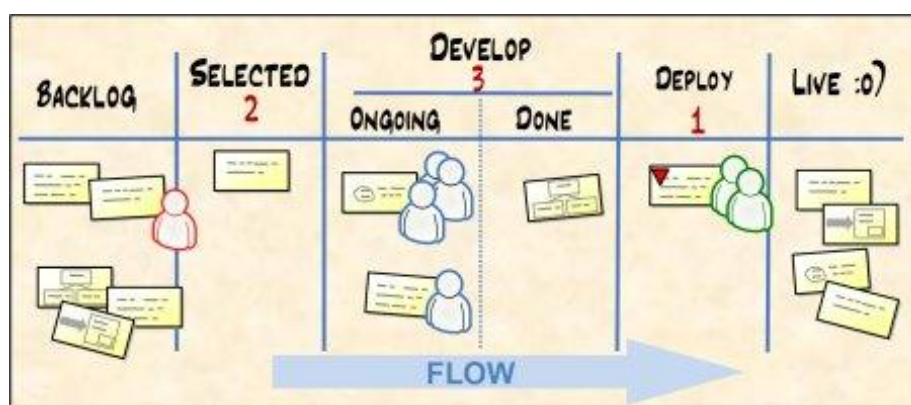 BACKLOG
SELECTED
2
DEVELOP
3
ONGOING
DONE
DEPLOY
1
LIVE :o)
FLOW